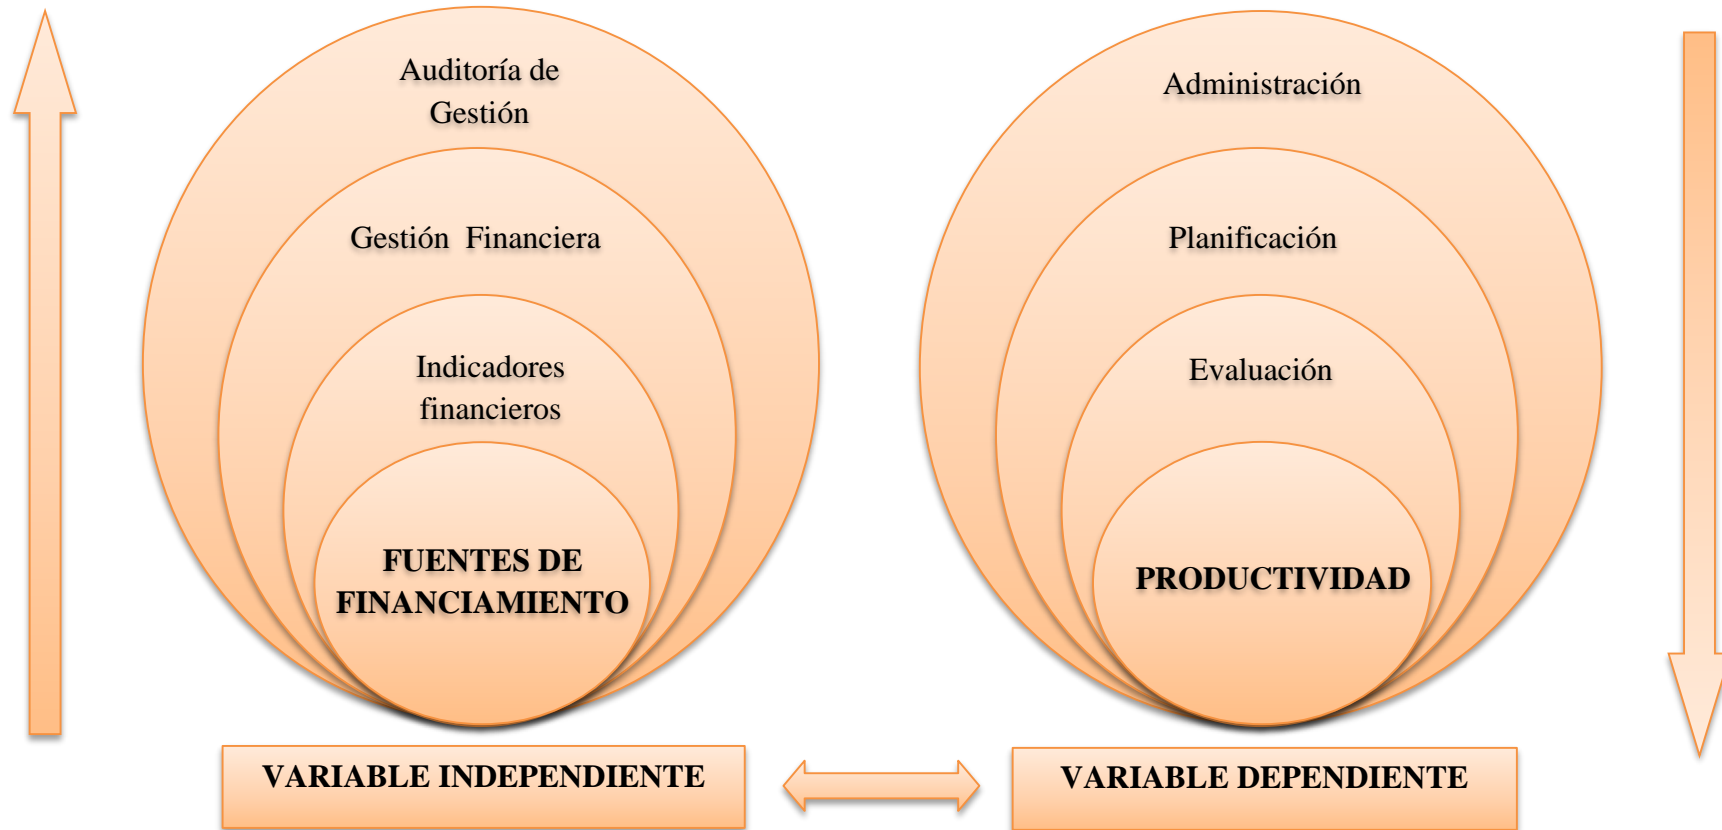 Auditoría de
Gestión
Gestión  Financiera
Indicadores
financieros
FUENTES DE
FINANCIAMIENTO
VARIABLE INDEPENDIENTE
Administración
Planificación
Evaluación
PRODUCTIVIDAD
VARIABLE DEPENDIENTE